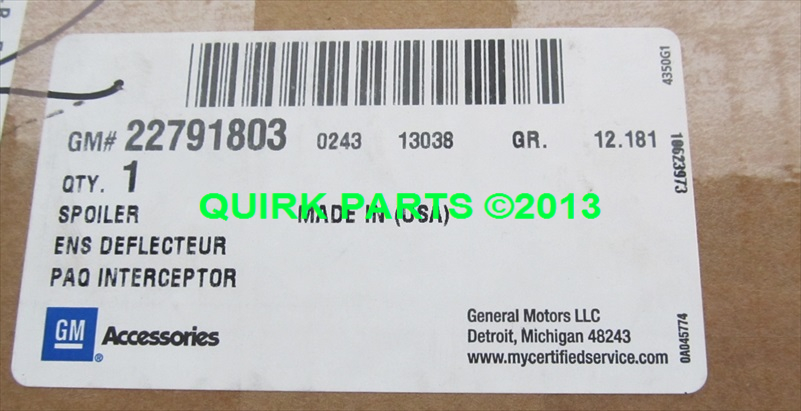 4350G1
GM# 22791803 0243 13038 GR. 12.181
10623973
QTY. 1
SPOILER MADE IN (USA)
QUIRK PARTS ©2013
ENS DEFLECTEUR
PAQ INTERCEPTOR
GM Accessories
General Motors LLC
Detroit, Michigan 48243
www.mycertifiedservice.com
0A045774